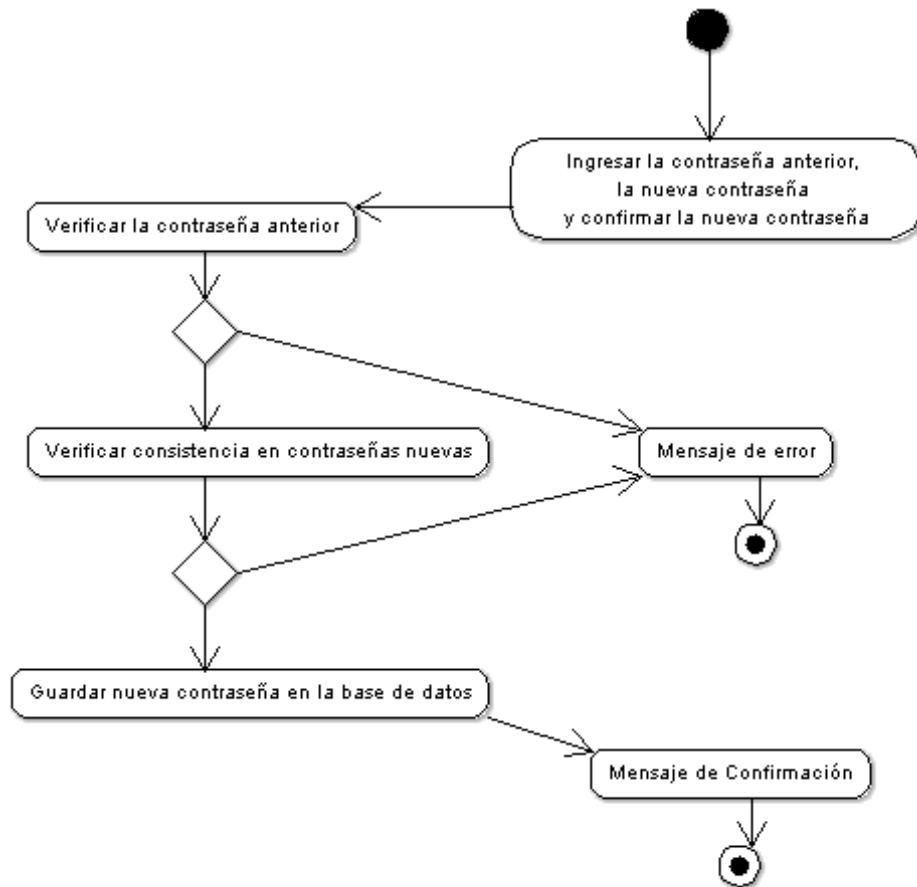 Ingresar la contraseña anterior,
la nueva contraseña
y confirmar la nueva contraseña
Verificar la contraseña anterior
Verificar consistencia en contraseñas nuevas
Mensaje de error
Guardar nueva contraseña en la base de datos
Mensaje de Confirmación